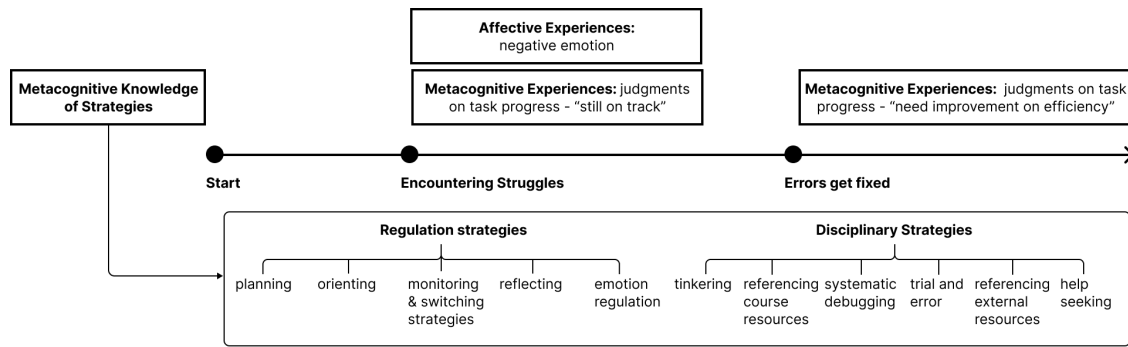 Affective Experiences:
negative emotion
Metacognitive Knowledge
of Strategies
Metacognitive Experiences: judgments
on task progress - “still on track”
Metacognitive Experiences: judgments on task
progress - “need improvement on efficiency”
Start
Encountering Struggles
Errors get fixed
Regulation strategies
planning
orienting
monitoring
& switching
strategies
reflecting
emotion
regulation
Disciplinary Strategies
tinkering
referencing
course
resources
systematic
debugging
trial and
error
referencing
external
resources
help
seeking